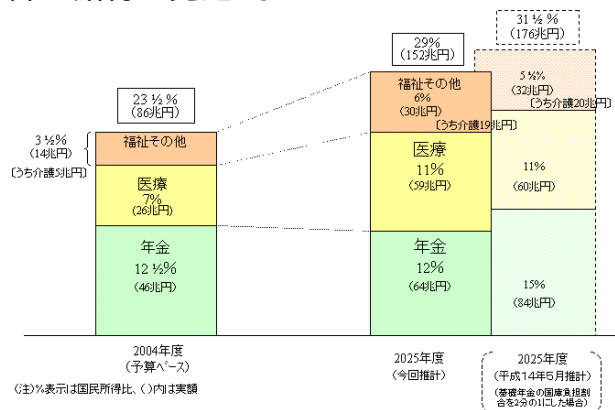 31 ½ %
(176兆円)
29%
(152兆円)
23 ½ %
(86兆円)
3 ½%
(14兆円)
〔うち介護5兆円〕
福祉その他
医療
7%
(26兆円)
年金
12 ½%
(46兆円)
福祉その他
6%
(30兆円)
〔うち介護19兆円〕
医療
11%
(59兆円)
年金
12%
(64兆円)
5 ½%
(32兆円)
〔うち介護20兆円〕
11%
(60兆円)
15%
(84兆円)
2004年度
(予算ベース)
2025年度
(今回推計)
2025年度
(平成14年5月推計)
(基礎年金の国庫負担割
合を2分の1にした場合)
(注)%表示は国民所得比、( )内は実額